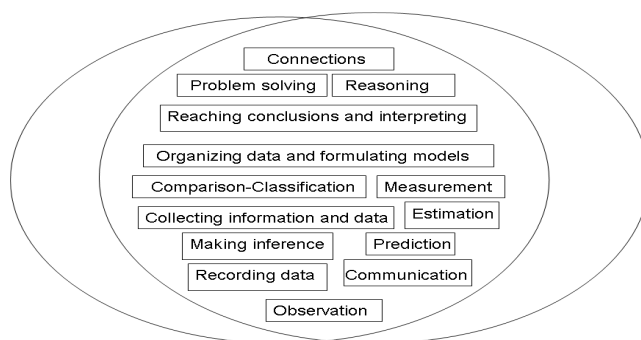 Connections
Problem solving
Reasoning
Reaching conclusions and interpreting
Organizing data and formulating models
Comparison-Classification
Measurement
Collecting information and data
Estimation
Making inference
Prediction
Recording data
Communication
Observation